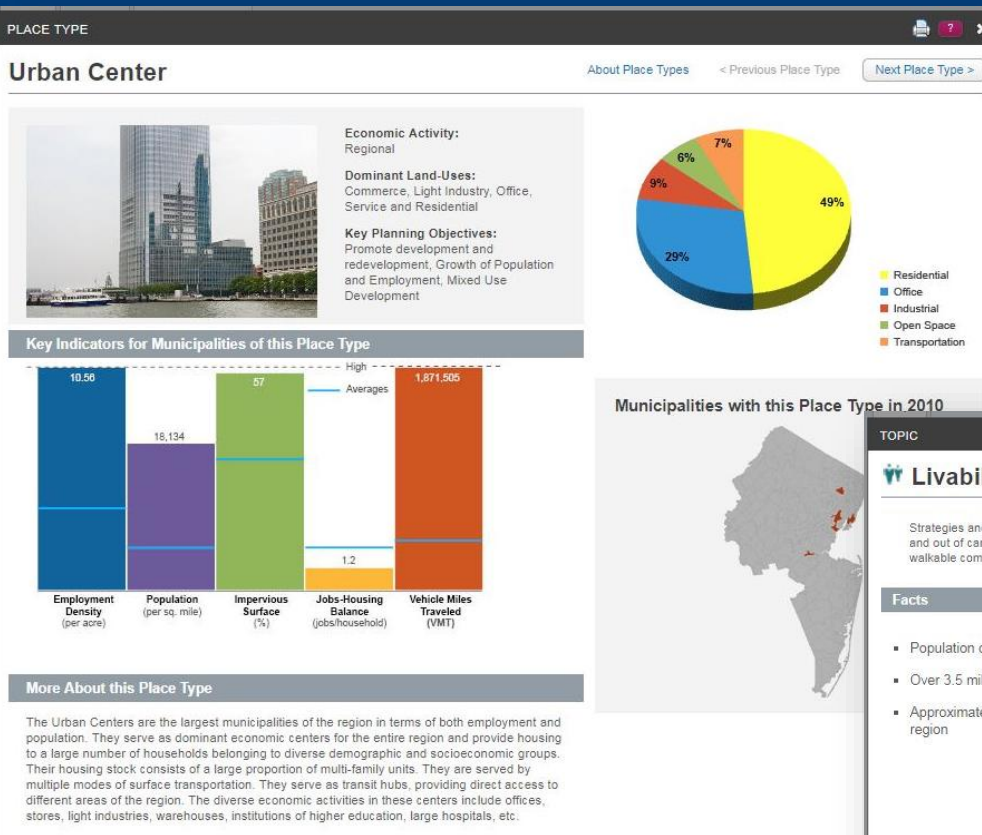 PLACE TYPE
?
Urban Center
About Place Types
< Previous Place Type
Next Place Type >
Economic Activity:
Regional
Dominant Land-Uses:
Commerce, Light Industry, Office,
Service and Residential
Key Planning Objectives:
Promote development and
redevelopment, Growth of Population
and Employment, Mixed Use
Development
7%
6%
9%
49%
29%
Residential
Office
Industrial
Open Space
Transportation
Key Indicators for Municipalities of this Place Type
High
Averages
10.56
18,134
57
1.2
1,871,505
Employment
Density
(per acre)
Population
(per sq. mile)
Impervious
Surface
(%)
Jobs-Housing
Balance
(jobs/household)
Vehicle Miles
Traveled
(VMT)
Municipalities with this Place Type in 2010
More About this Place Type
The Urban Centers are the largest municipalities of the region in terms of both employment and
population. They serve as dominant economic centers for the entire region and provide housing
to a large number of households belonging to diverse demographic and socioeconomic groups.
Their housing stock consists of a large proportion of multi-family units. They are served by
multiple modes of surface transportation. They serve as transit hubs, providing direct access to
different areas of the region. The diverse economic activities in these centers include offices,
stores, light industries, warehouses, institutions of higher education, large hospitals, etc.
TOPIC
Livabi
Strategies an
and out of ca
walkable com
Facts
Population
Over 3.5 mi
Approximate
region